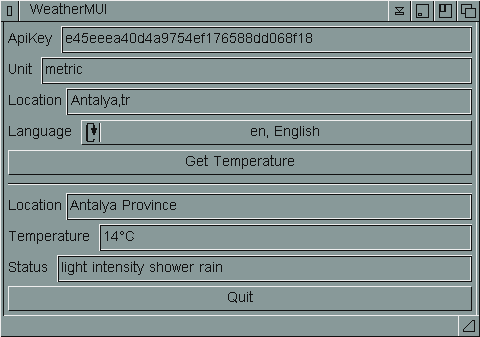 WeatherMUI
ApiKey e45eeea40d4a9754ef176588dd068f18
Unit metric
Location Antalya,tr
Language en, English
Get Temperature
Location Antalya Province
Temperature 14°C
Status light intensity shower rain
Quit